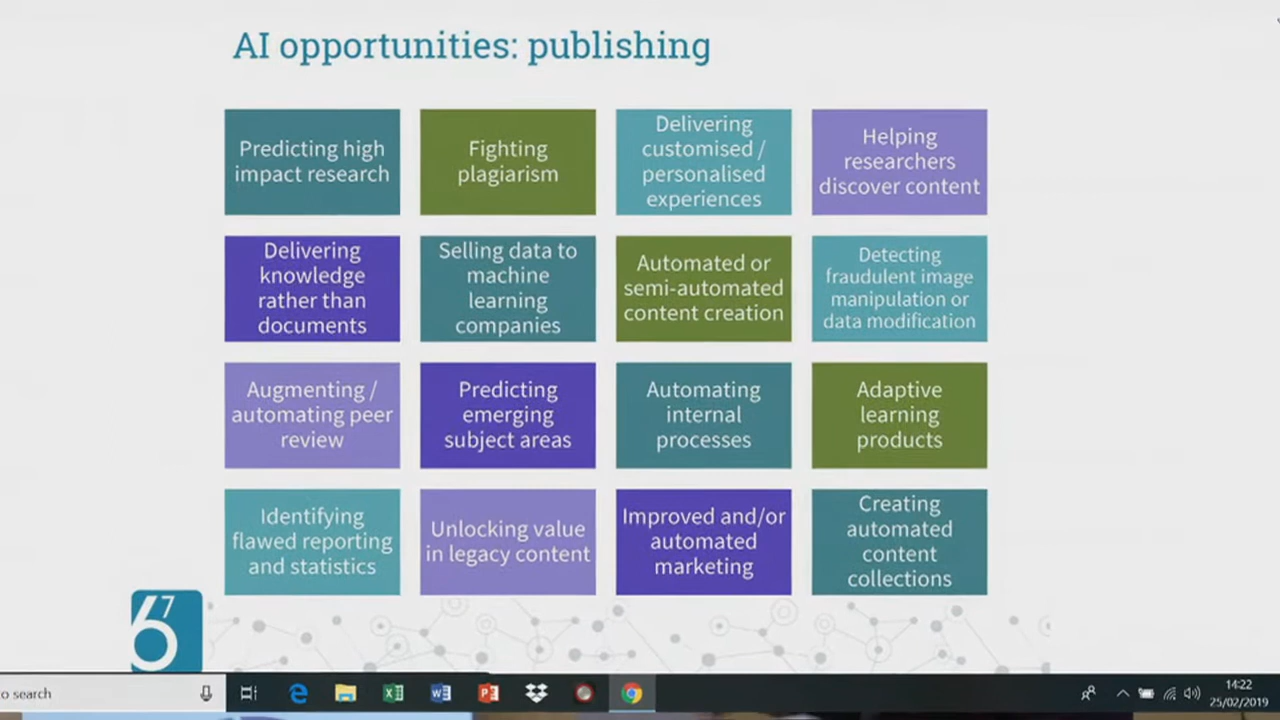 AI opportunities: publishing
Predicting high
impact research
Fighting
plagiarism
Delivering
customised /
personalised
experiences
Helping
researchers
discover content
Delivering
knowledge
rather than
documents
Selling data to
machine
learning
companies
Automated or
semi-automated
content creation
Detecting
fraudulent image
manipulation or
data modification
Augmenting /
automating peer
review
Predicting
emerging
subject areas
Automating
internal
processes
Adaptive
learning
products
Identifying
flawed reporting
and statistics
Unlocking value
in legacy content
Improved and/or
automated
marketing
Creating
automated
content
collections
67
o search
14:22
25/02/2019